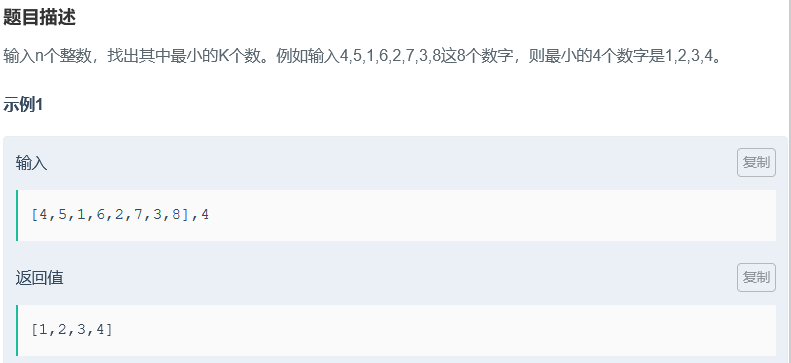 题目描述
输入n个整数，找出其中最小的K个数。例如输入4,5,1,6,2,7,3,8这8个数字，则最小的4个数字是1,2,3,4。
示例1
输入
复制
[4,5,1,6,2,7,3,8],4
返回值
复制
[1,2,3,4]